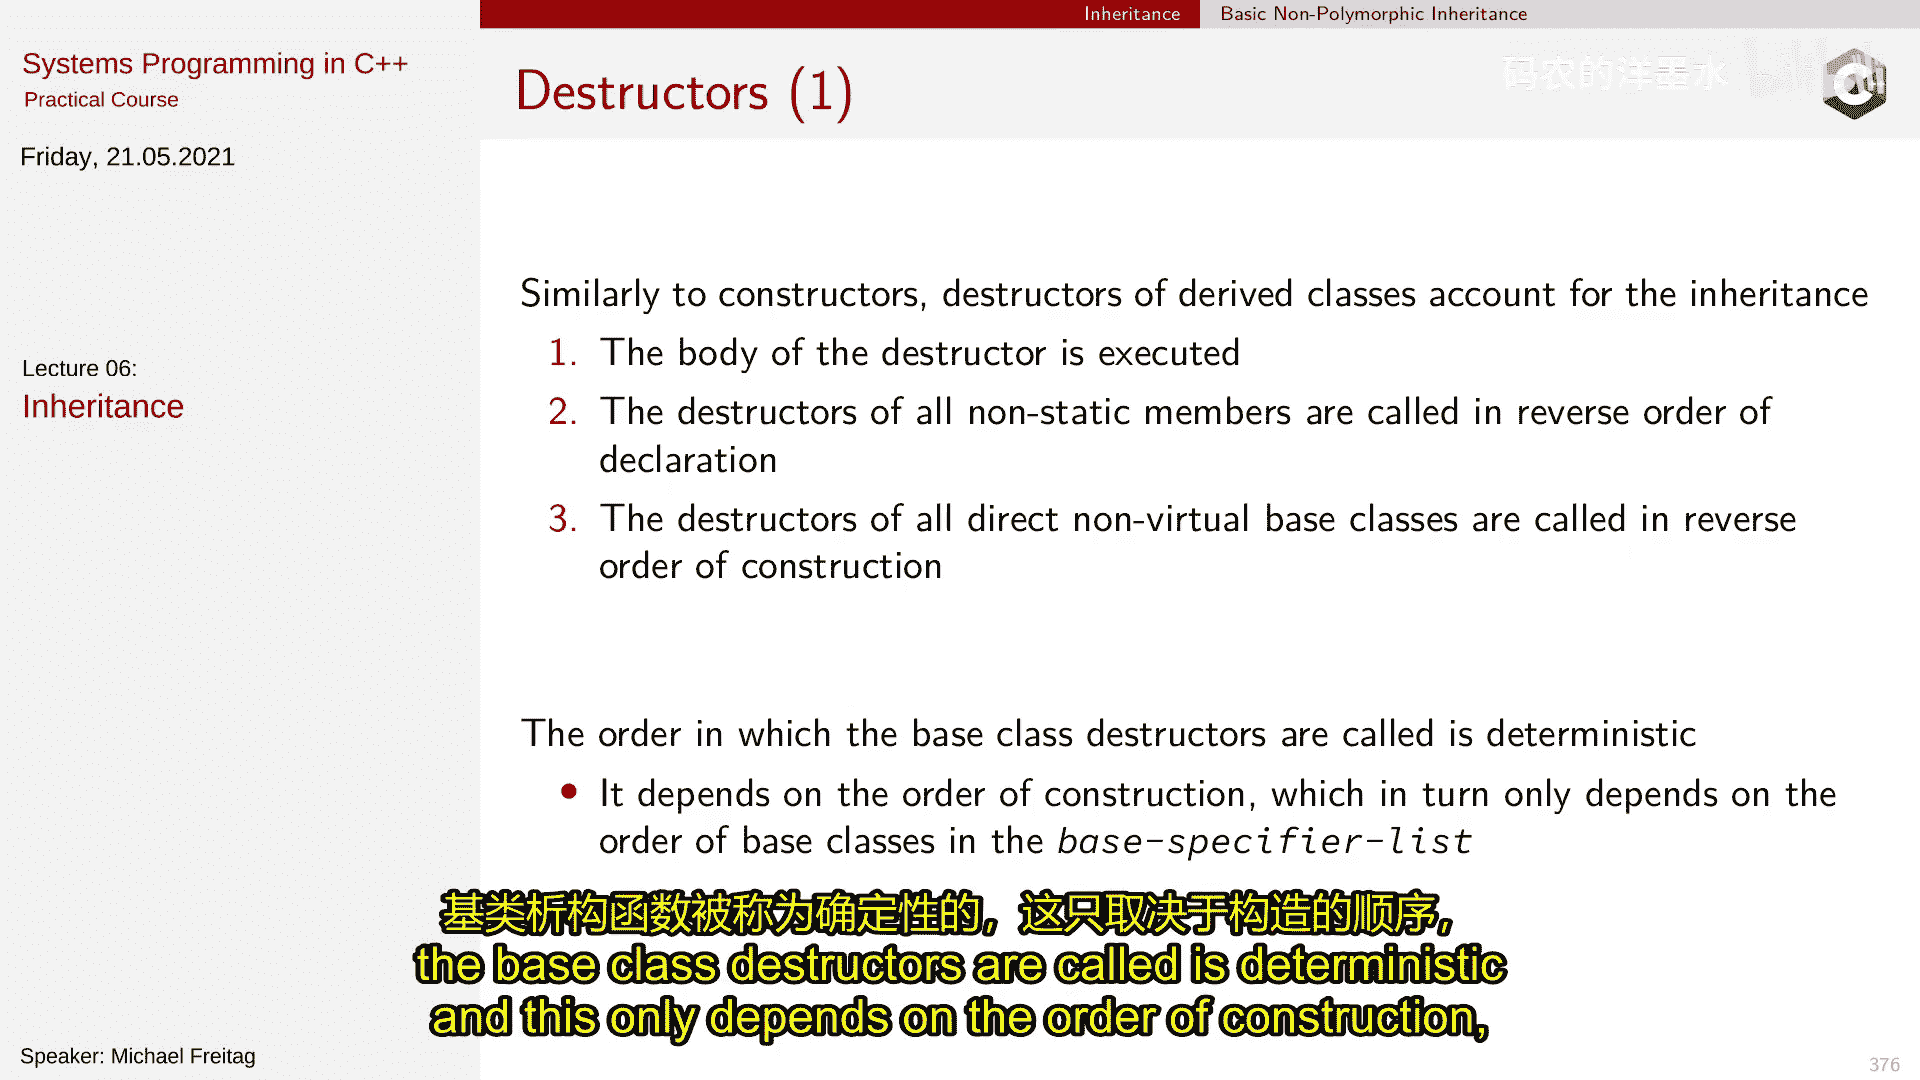 Inheritance
Basic Non-Polymorphic Inheritance
Systems Programming in C++
Practical Course
Friday, 21.05.2021
Destructors (1)
码农的洋墨水
Similarly to constructors, destructors of derived classes account for the inheritance
1. The body of the destructor is executed
2. The destructors of all non-static members are called in reverse order of
declaration
3. The destructors of all direct non-virtual base classes are called in reverse
order of construction
Lecture 06:
Inheritance
The order in which the base class destructors are called is deterministic
• It depends on the order of construction, which in turn only depends on the
order of base classes in the base-specifier-list
基类析构函数被称为确定性的，这只取决于构造的顺序，
the base class destructors are called is deterministic
and this only depends on the order of construction,
Speaker: Michael Freitag
376